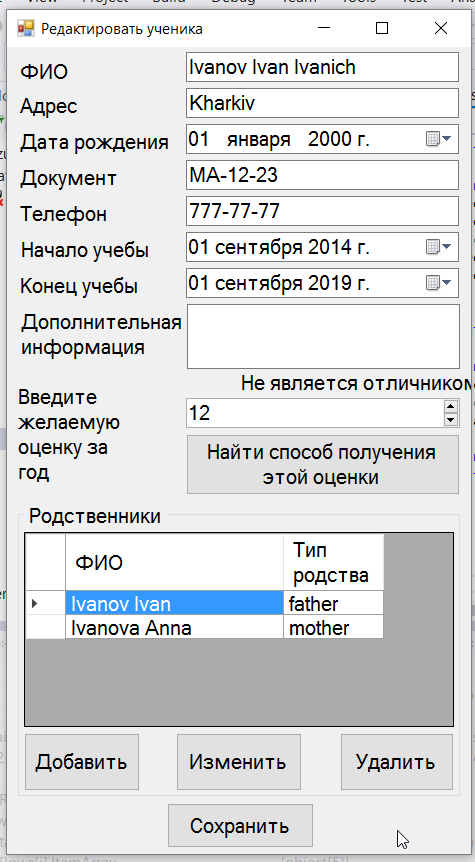 Редактировать ученика
ФИО
Ivanov Ivan Ivanich
Адрес
Kharkiv
Дата рождения
01 января 2000 г.
Документ
МА-12-23
Телефон
777-77-77
Начало учебы
01 сентября 2014 г.
Конец учебы
01 сентября 2019 г.
Дополнительная
информация
Не является отличником
Введите
желаемую
оценку за
год
12
Найти способ получения
этой оценки
Родственники
ФИО
Тип
родства
Ivanov Ivan
father
Ivanova Anna
mother
Добавить
Изменить
Удалить
Сохранить